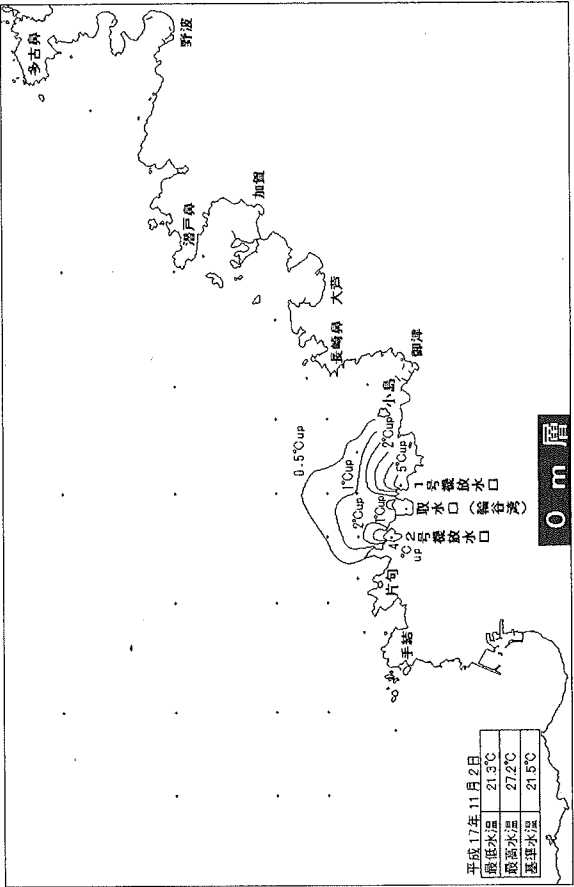 多古鼻
野波
潜戸鼻
加賀
大芦
長崎鼻
御津
小島
0.5℃up
1℃up
2℃up
5℃up
2℃up
1℃up
4℃up
1号機放水口
取水口（輪谷湾）
2号機放水口
片句
手結
0m層
平成17年11月2日
最低水温 21.3℃
最高水温 27.2℃
基準水温 21.5℃